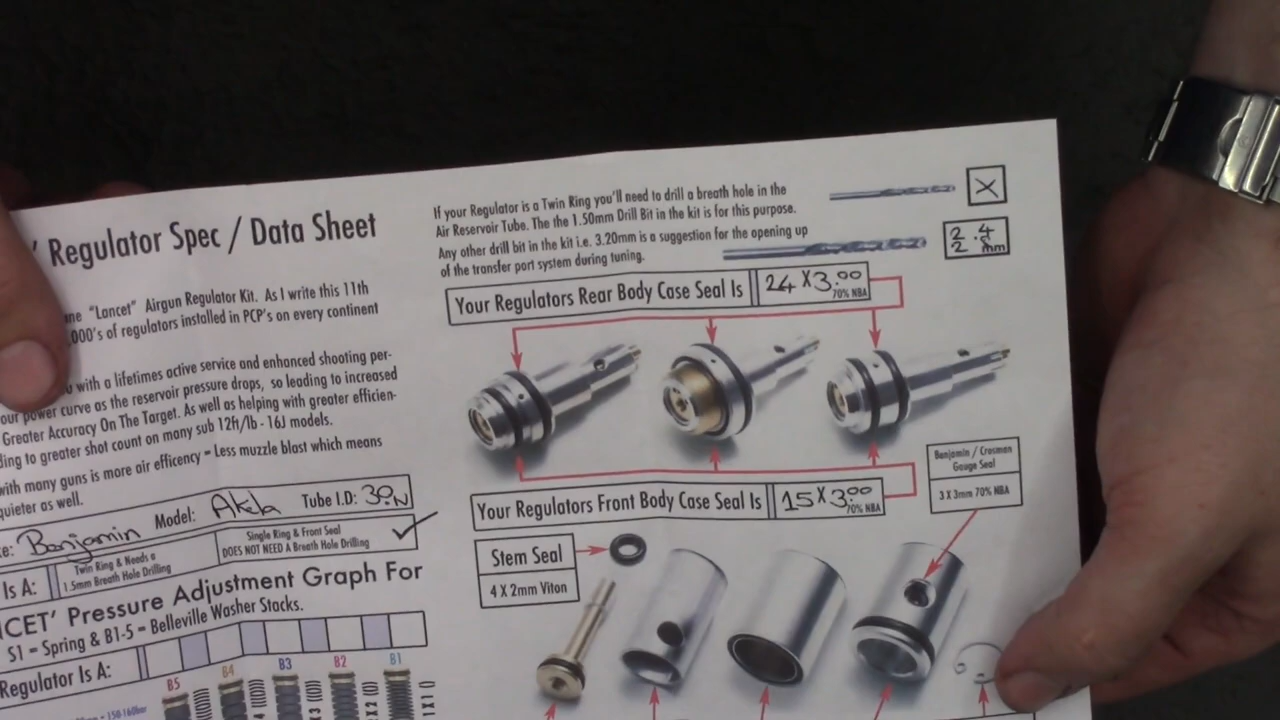 ' Regulator Spec / Data Sheet
"Lancet" Airgun Regulator Kit. As I write this 11th
000's of regulators installed in PCP's on every continent
with a lifetimes active service and enhanced shooting per-
our power curve as the reservoir pressure drops, so leading to increased
Greater Accuracy On The Target. As well as helping with greater efficien-
ding to greater shot count on many sub 12ft/lb - 16J models.
with many guns is more air efficency = Less muzzle blast which means
quieter as well.
Benjamin Model: Akela Tube I.D:
Is A:
Twin Ring & Needs a
1.5mm Breath Hole Drilling
Single Ring & Front Seal
DOES NOT NEED A Breath Hole Drilling
NCET' Pressure Adjustment Graph For
S1 = Spring & B1-5 = Belleville Washer Stacks.
Regulator Is A:
B5 B4 B3 B2 B1
150-160bar
If your Regulator is a Twin Ring you'll need to drill a breath hole in the
Air Reservoir Tube. The the 1.50mm Drill Bit in the kit is for this purpose.
X
Any other drill bit in the kit i.e. 3.20mm is a suggestion for the opening up
of the transfer port system during tuning.
2.4
2.5 mm
Your Regulators Rear Body Case Seal Is 24 X 3.00
70% NBA
Your Regulators Front Body Case Seal Is 15 X 3.00
70% NBA
Benjamin / Crosman
Gauge Seal
3 X 3mm 70% NBA
Stem Seal
4 X 2mm Viton